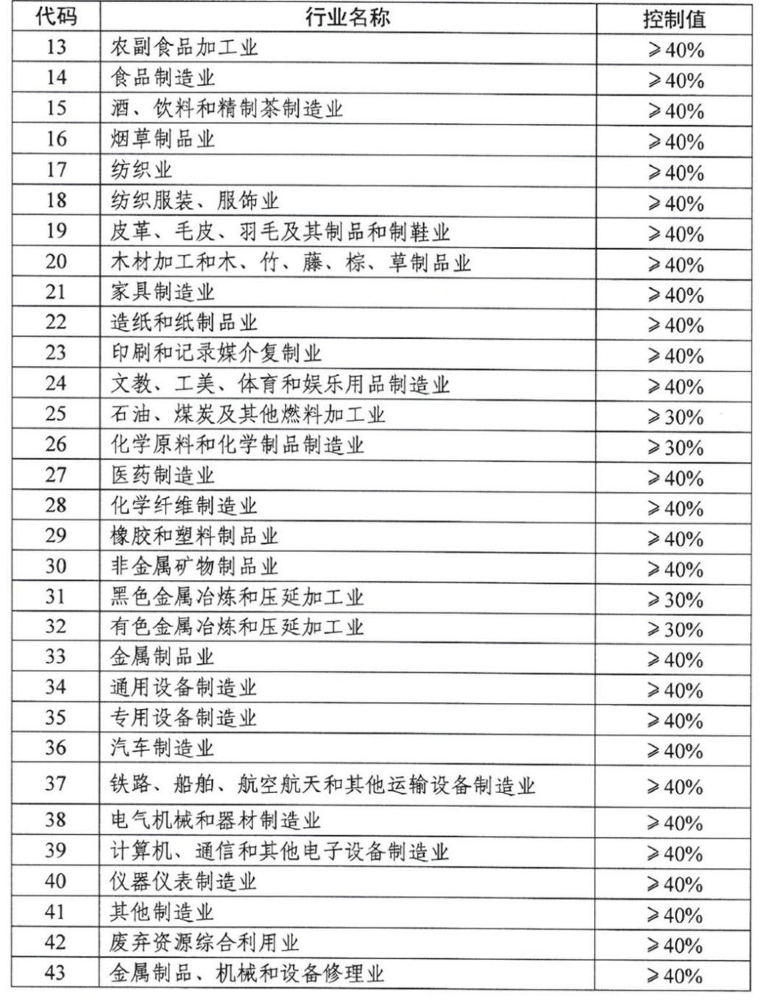 代码 行业名称 控制值
13 农副食品加工业 ⩾40%
14 食品制造业 ⩾40%
15 酒、饮料和精制茶制造业 ⩾40%
16 烟草制品业 ⩾40%
17 纺织业 ⩾40%
18 纺织服装、服饰业 ⩾40%
19 皮革、毛皮、羽毛及其制品和制鞋业 ⩾40%
20 木材加工和木、竹、藤、棕、草制品业 ⩾40%
21 家具制造业 ⩾40%
22 造纸和纸制品业 ⩾40%
23 印刷和记录媒介复制业 ⩾40%
24 文教、工美、体育和娱乐用品制造业 ⩾40%
25 石油、煤炭及其他燃料加工业 ⩾30%
26 化学原料和化学制品制造业 ⩾30%
27 医药制造业 ⩾40%
28 化学纤维制造业 ⩾40%
29 橡胶和塑料制品业 ⩾40%
30 非金属矿物制品业 ⩾40%
31 黑色金属冶炼和压延加工业 ⩾30%
32 有色金属冶炼和压延加工业 ⩾30%
33 金属制品业 ⩾40%
34 通用设备制造业 ⩾40%
35 专用设备制造业 ⩾40%
36 汽车制造业 ⩾40%
37 铁路、船舶、航空航天和其他运输设备制造业 ⩾40%
38 电气机械和器材制造业 ⩾40%
39 计算机、通信和其他电子设备制造业 ⩾40%
40 仪器仪表制造业 ⩾40%
41 其他制造业 ⩾40%
42 废弃资源综合利用业 ⩾40%
43 金属制品、机械和设备修理业 ⩾40%